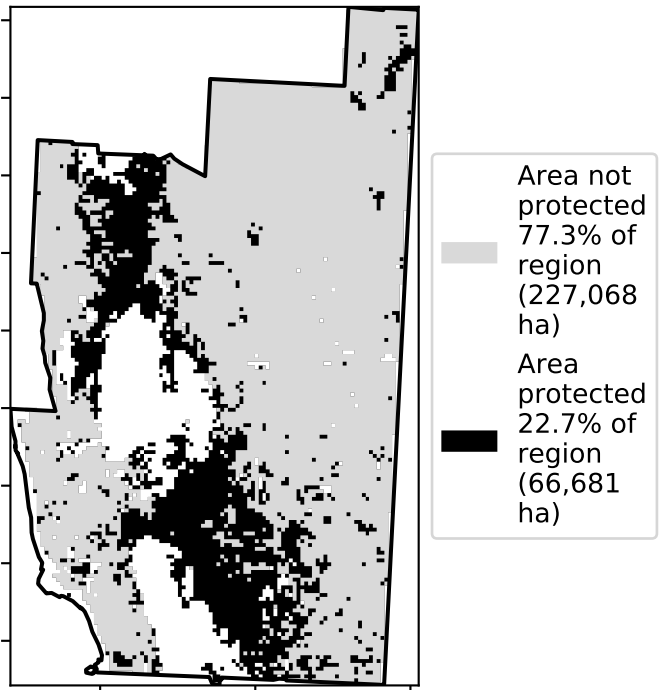 Area not
protected
77.3% of
region
(227,068
ha)
Area
protected
22.7% of
region
(66,681
ha)